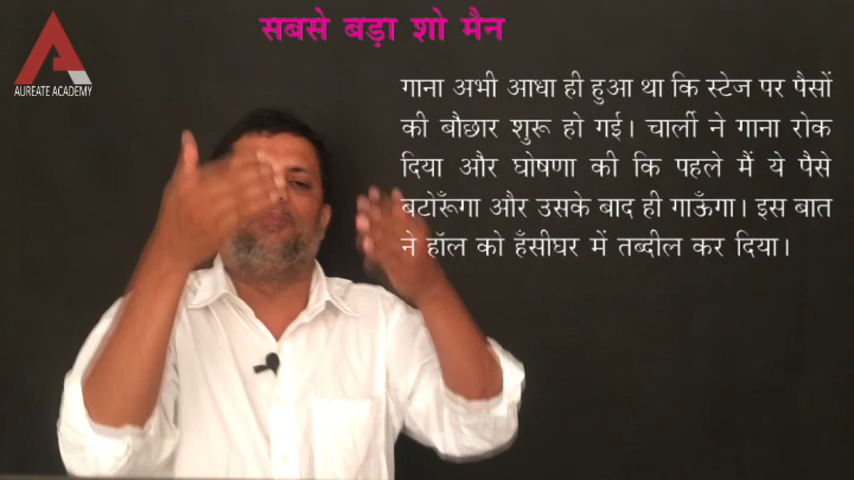 सबसे बड़ा शो मैन
AUREATE ACADEMY
गाना अभी आधा ही हुआ था कि स्टेज पर पैसों
की बौछार शुरू हो गई। चार्ली ने गाना रोक
दिया और घोषणा की कि पहले मैं ये पैसे
बटोरूँगा और उसके बाद ही गाऊँगा। इस बात
ने हॉल को हँसीघर में तब्दील कर दिया।